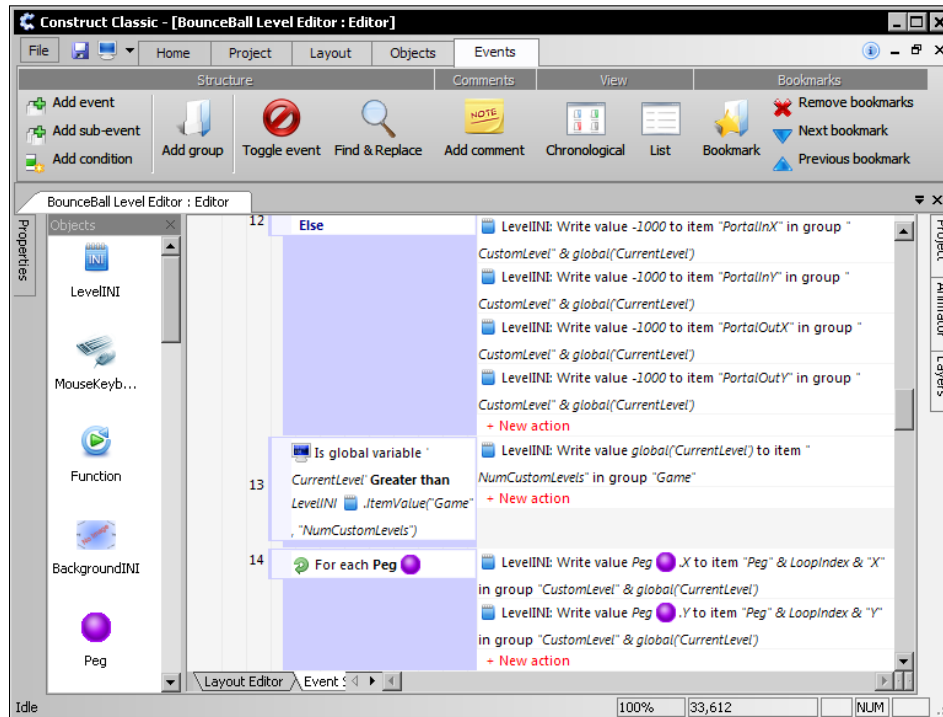 Construct Classic - [BounceBall Level Editor : Editor]
File Home Project Layout Objects Events
Structure Comments View Bookmarks
Add event
Add sub-event
Add condition
Add group
Toggle event
Find & Replace
NOTE
Add comment
Chronological
List
Bookmark
Remove bookmarks
Next bookmark
Previous bookmark
BounceBall Level Editor : Editor
Properties
Objects
INI
LevelINI
MouseKeyb...
Function
No Image
BackgroundINI
Peg
12 Else
LevelINI: Write value -1000 to item "PortalInX" in group "
CustomLevel" & global('CurrentLevel')
LevelINI: Write value -1000 to item "PortalInY" in group "
CustomLevel" & global('CurrentLevel')
LevelINI: Write value -1000 to item "PortalOutX" in group "
CustomLevel" & global('CurrentLevel')
LevelINI: Write value -1000 to item "PortalOutY" in group "
CustomLevel" & global('CurrentLevel')
+ New action
13
Is global variable '
CurrentLevel' Greater than
LevelINI .ItemValue("Game"
, "NumCustomLevels")
LevelINI: Write value global('CurrentLevel') to item "
NumCustomLevels" in group "Game"
+ New action
14 For each Peg
LevelINI: Write value Peg .X to item "Peg" & LoopIndex & "X"
in group "CustomLevel" & global('CurrentLevel')
LevelINI: Write value Peg .Y to item "Peg" & LoopIndex & "Y"
in group "CustomLevel" & global('CurrentLevel')
+ New action
Project
Animator
Layers
Layout Editor Event S
Idle 100% 33,612 NUM